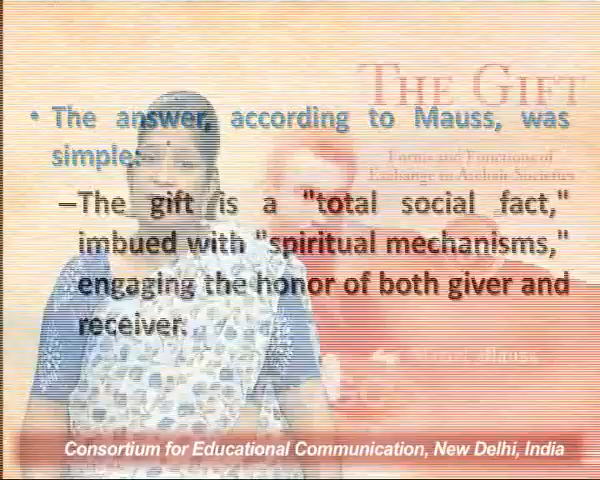 THE GIFT
• The answer, according to Mauss, was
simple:
Forms and Functions of
Exchange in Archaic Societies
–The gift is a "total social fact,"
imbued with "spiritual mechanisms,"
engaging the honor of both giver and
receiver.
Marcel Mauss
Consortium for Educational Communication, New Delhi, India